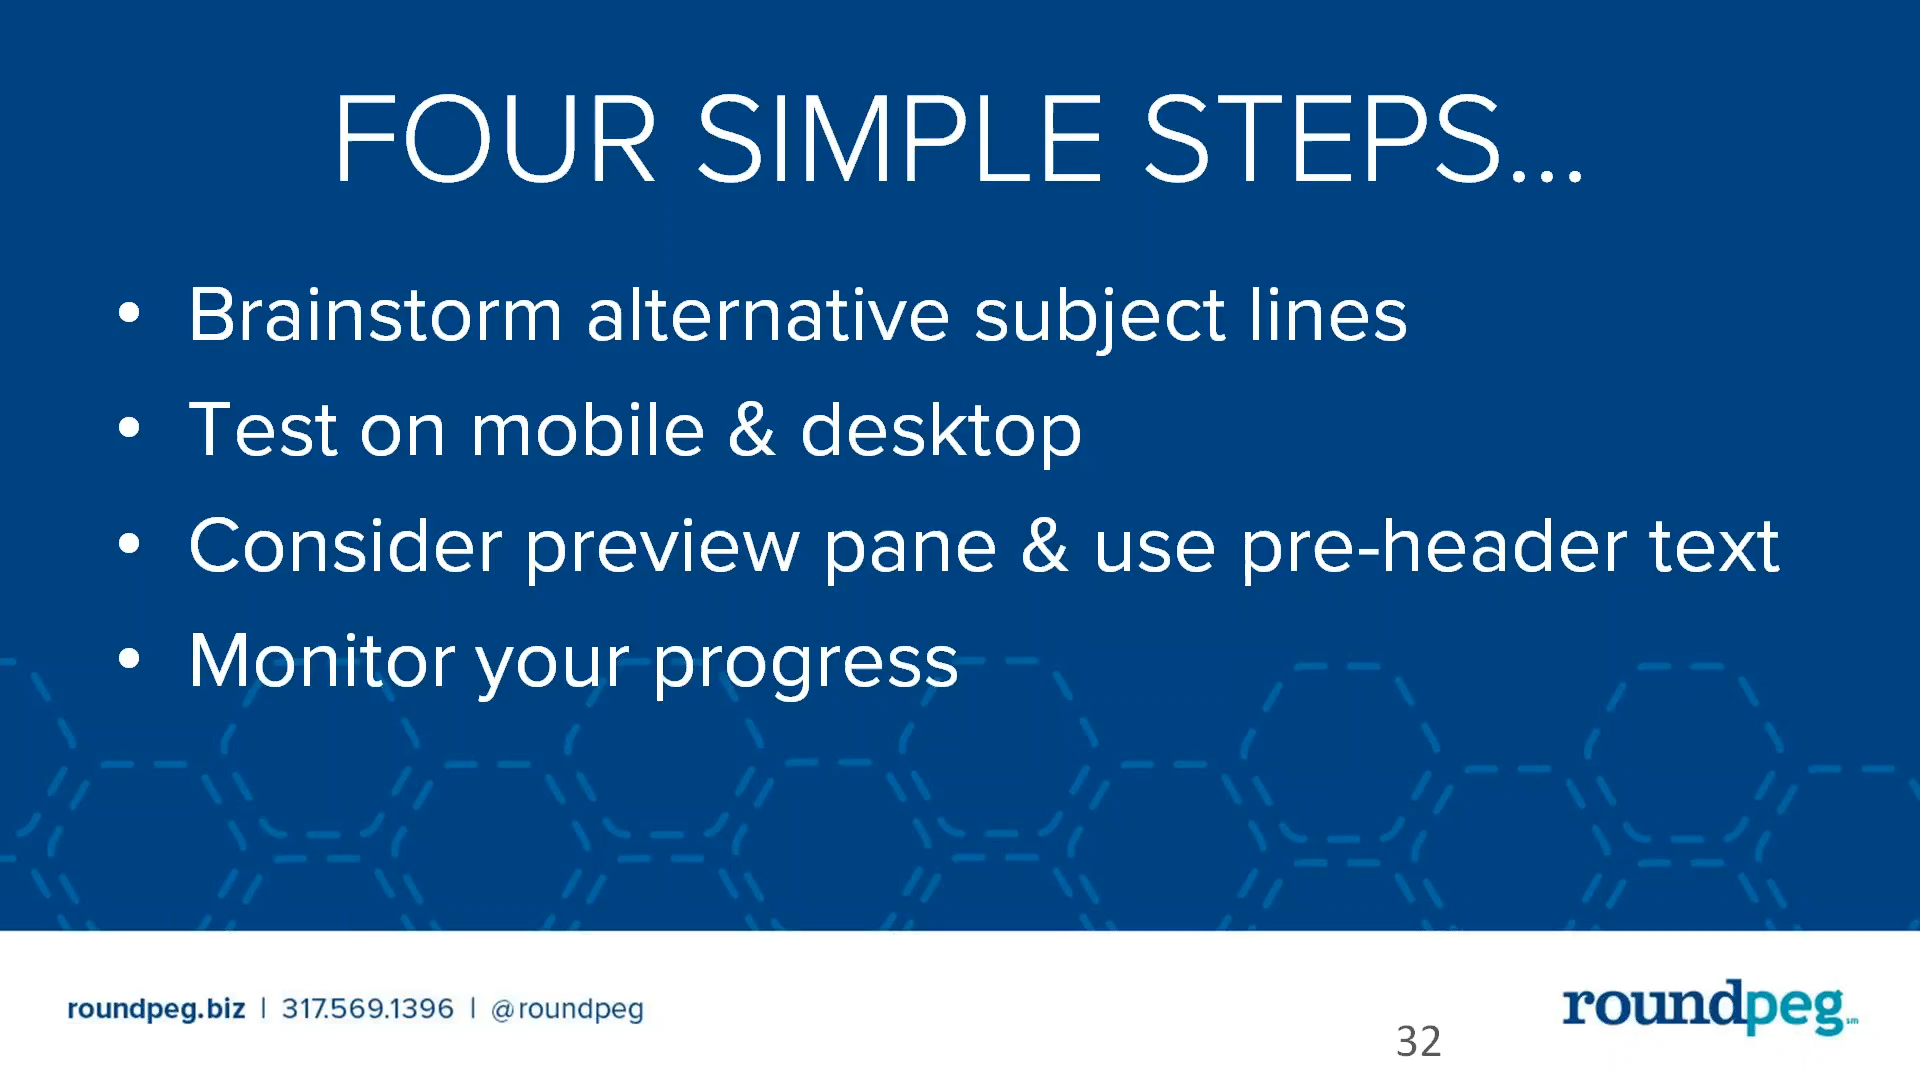 FOUR SIMPLE STEPS...
• Brainstorm alternative subject lines
• Test on mobile & desktop
• Consider preview pane & use pre-header text
• Monitor your progress
roundpeg.biz | 317.569.1396 | @roundpeg
roundpeg sm
32